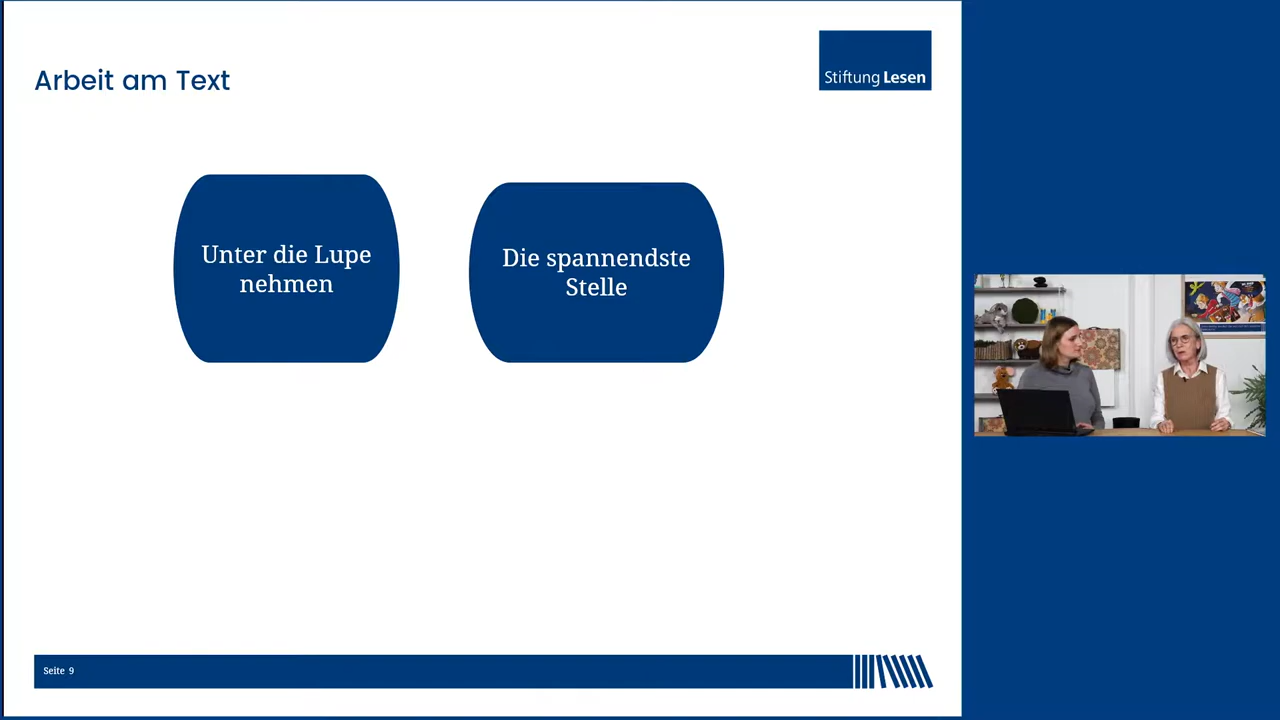 Arbeit am Text
Stiftung Lesen
Unter die Lupe
nehmen
Die spannendste
Stelle
Seite 9